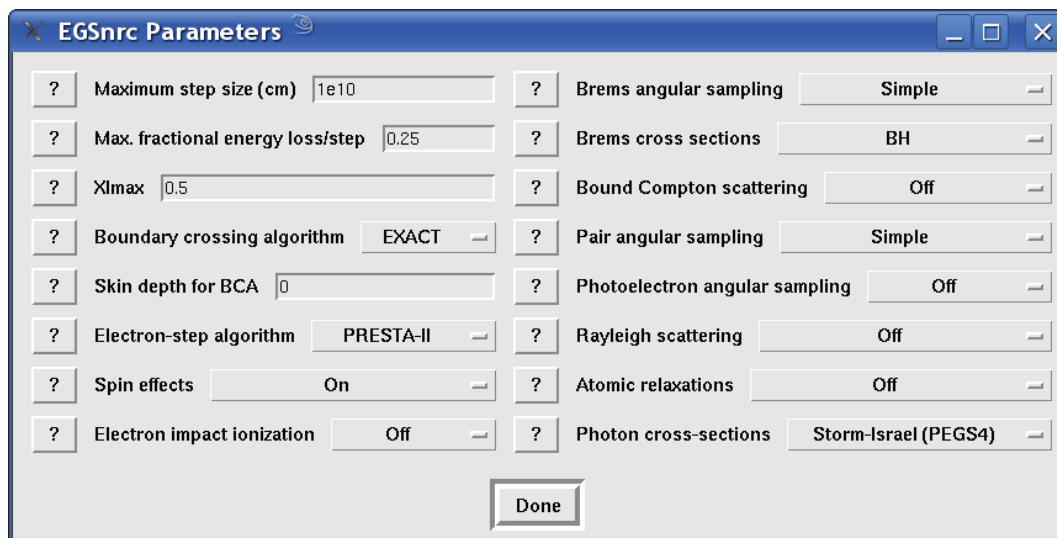 EGSnrc Parameters
? Maximum step size (cm) 1e10 ? Brems angular sampling Simple
? Max. fractional energy loss/step 0.25 ? Brems cross sections BH
? XImax 0.5 ? Bound Compton scattering Off
? Boundary crossing algorithm EXACT ? Pair angular sampling Simple
? Skin depth for BCA 0 ? Photoelectron angular sampling Off
? Electron-step algorithm PRESTA-II ? Rayleigh scattering Off
? Spin effects On ? Atomic relaxations Off
? Electron impact ionization Off ? Photon cross-sections Storm-Israel (PEGS4)
Done